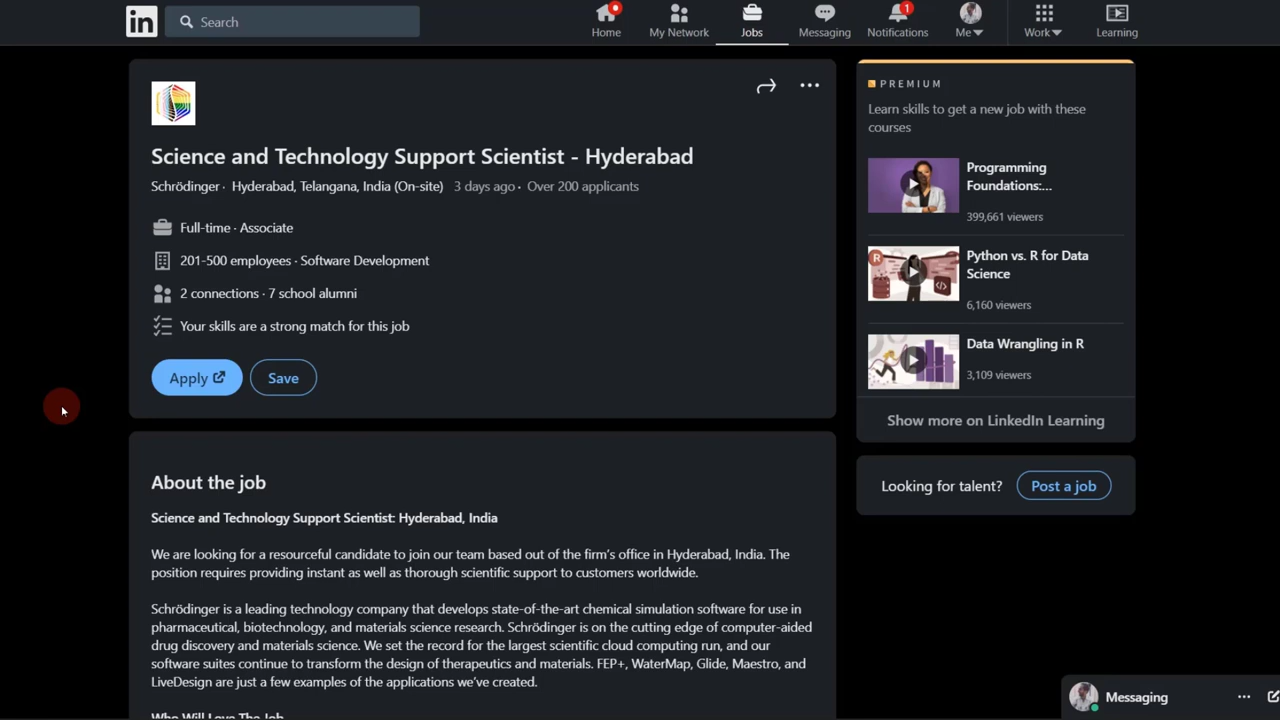 in
Search
Home
My Network
Jobs
Messaging
1
Notifications
Me
Work
Learning
Science and Technology Support Scientist - Hyderabad
Schrödinger · Hyderabad, Telangana, India (On-site) 3 days ago · Over 200 applicants
Full-time · Associate
201-500 employees · Software Development
2 connections · 7 school alumni
Your skills are a strong match for this job
Apply
Save
About the job
Science and Technology Support Scientist: Hyderabad, India
We are looking for a resourceful candidate to join our team based out of the firm's office in Hyderabad, India. The
position requires providing instant as well as thorough scientific support to customers worldwide.
Schrödinger is a leading technology company that develops state-of-the-art chemical simulation software for use in
pharmaceutical, biotechnology, and materials science research. Schrödinger is on the cutting edge of computer-aided
drug discovery and materials science. We set the record for the largest scientific cloud computing run, and our
software suites continue to transform the design of therapeutics and materials. FEP+, WaterMap, Glide, Maestro, and
LiveDesign are just a few examples of the applications we've created.
Who Will Love The Job
PREMIUM
Learn skills to get a new job with these
courses
Programming
Foundations:...
399,661 viewers
R
Python vs. R for Data
Science
6,160 viewers
Data Wrangling in R
3,109 viewers
Show more on LinkedIn Learning
Looking for talent?
Post a job
Messaging